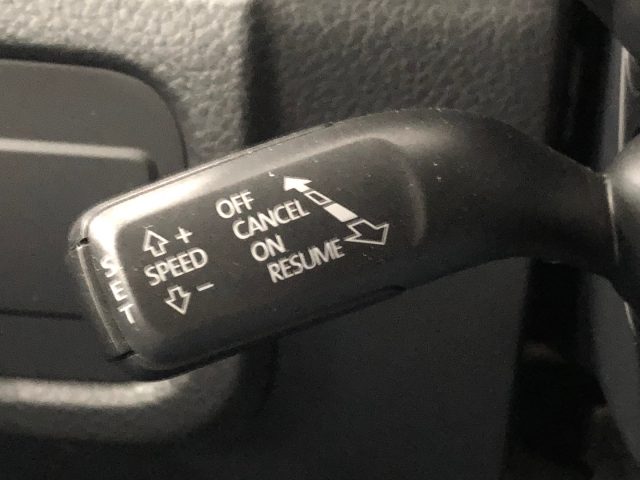 OFF
CANCEL
ON
RESUME
+
SPEED
-
SET